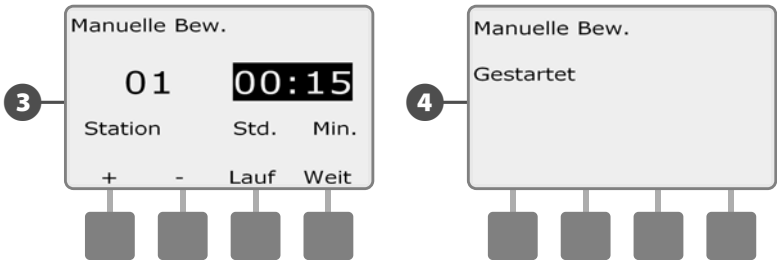 3
Manuelle Bew.
01 00:15
Station Std. Min.
+ - Lauf Weit
4
Manuelle Bew.
Gestartet